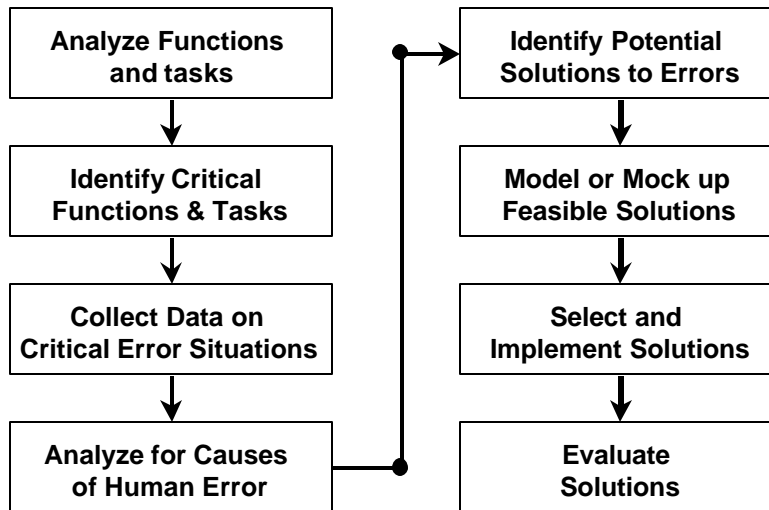 Analyze Functions
and tasks
Identify Critical
Functions & Tasks
Collect Data on
Critical Error Situations
Analyze for Causes
of Human Error
Identify Potential
Solutions to Errors
Model or Mock up
Feasible Solutions
Select and
Implement Solutions
Evaluate
Solutions